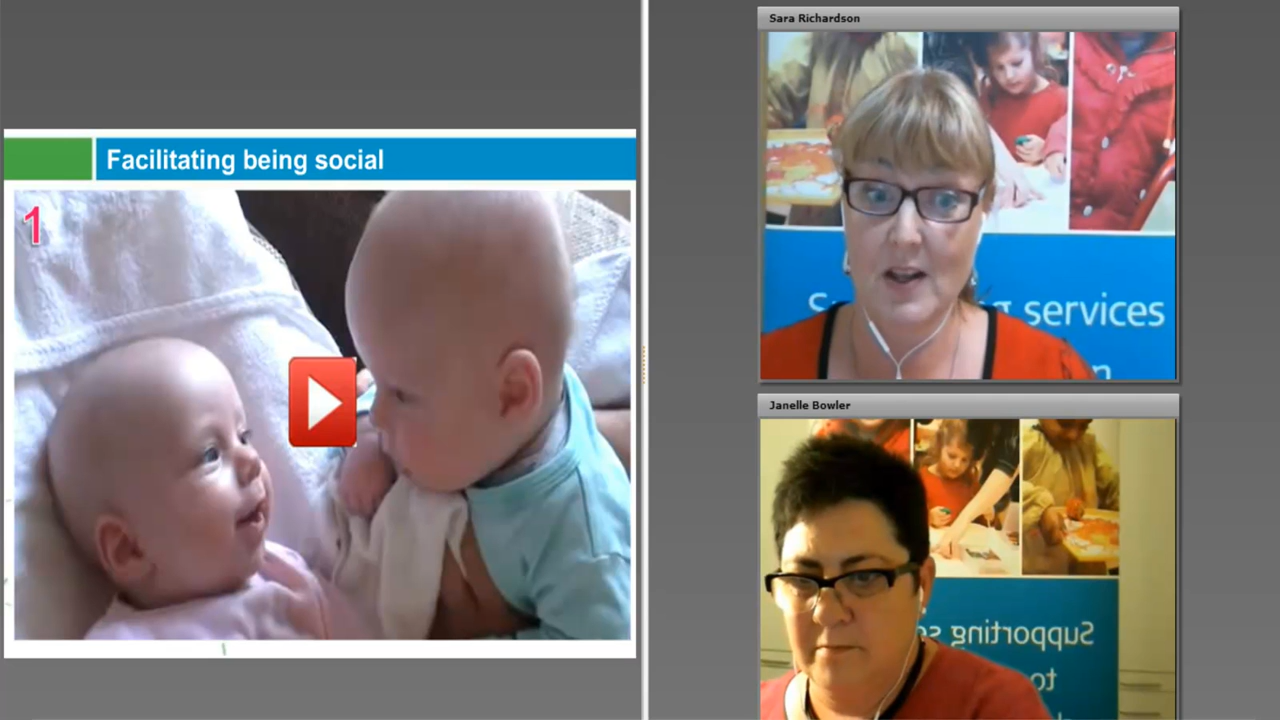 Facilitating being social
1
Sara Richardson
services
Janelle Bowler
Supporting
to